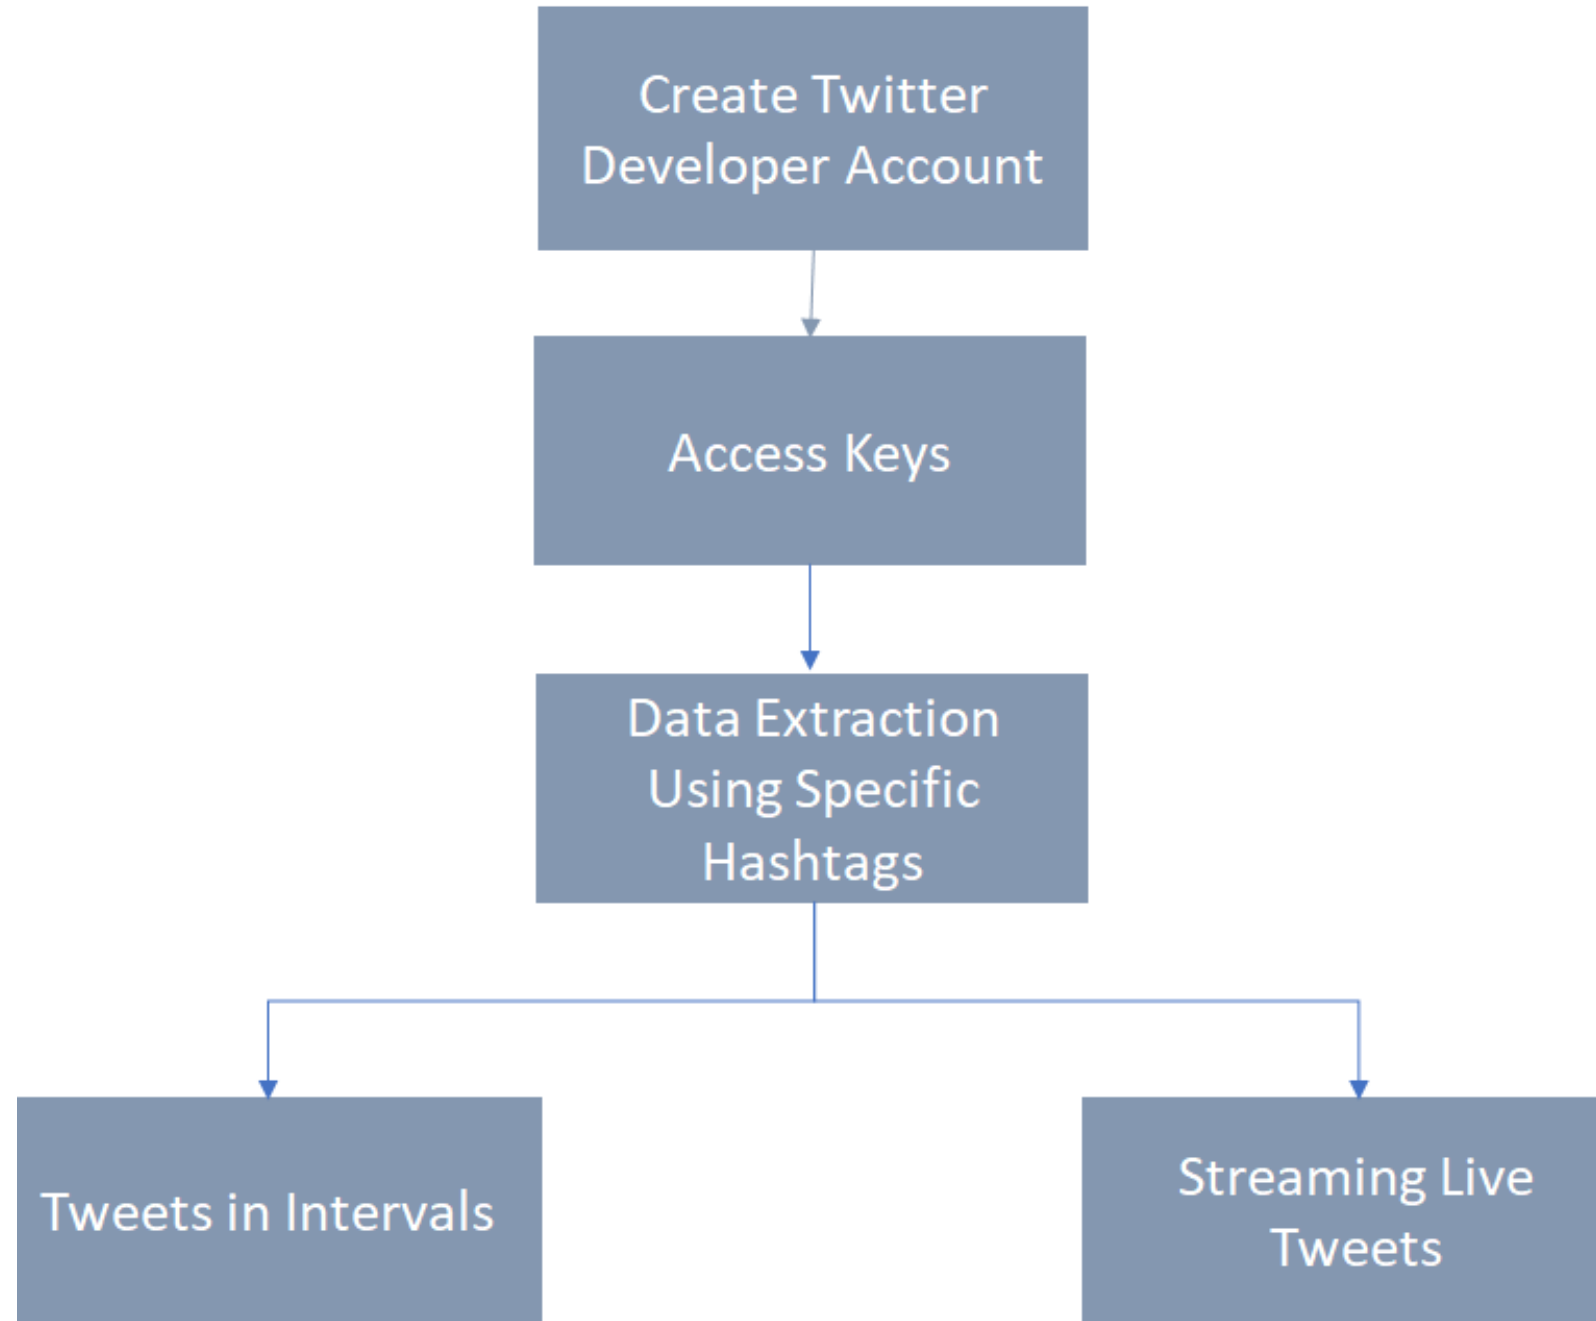 Create Twitter
Developer Account
Access Keys
Data Extraction
Using Specific
Hashtags
Tweets in Intervals
Streaming Live
Tweets